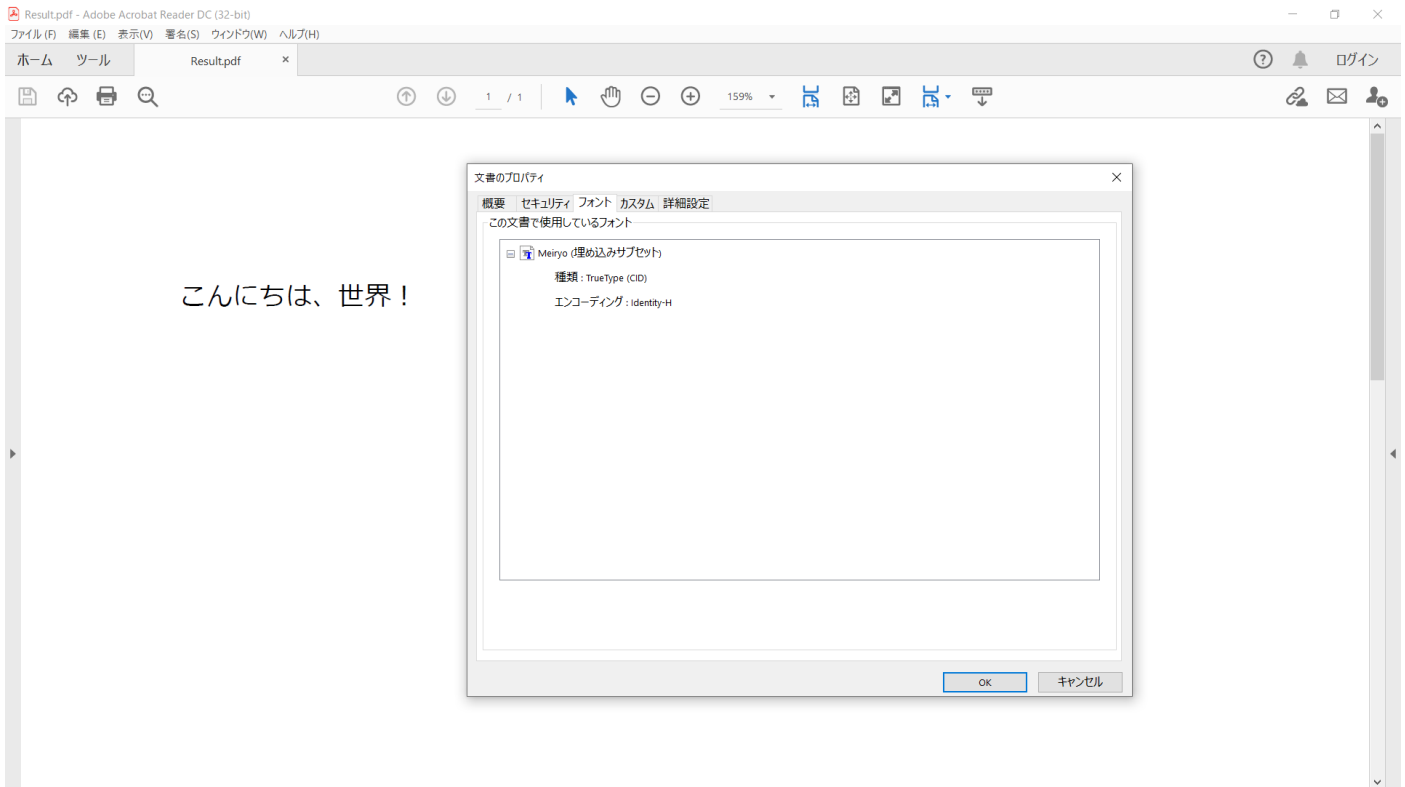 Result.pdf - Adobe Acrobat Reader DC (32-bit)
ファイル(F) 編集(E) 表示(V) 署名(S) ウィンドウ(W) ヘルプ(H)
ホーム ツール Result.pdf × ? ログイン
1 / 1 159%
文書のプロパティ
概要 セキュリティ フォント カスタム 詳細設定
この文書で使用しているフォント
Meiryo (埋め込みサブセット)
種類 : TrueType (CID)
エンコーディング : Identity-H
こんにちは、世界！
OK キャンセル